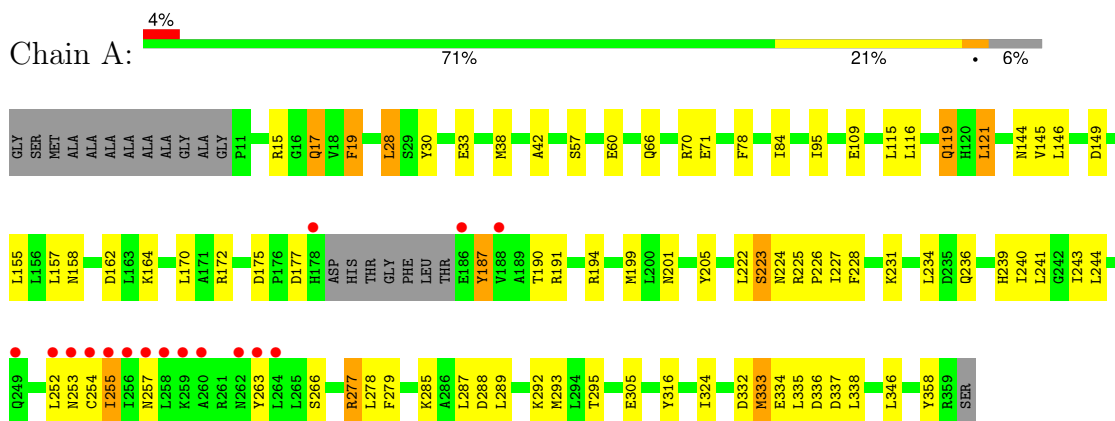 4%
Chain A:
71% 21% • 6%
GLY SER MET ALA ALA ALA ALA ALA ALA GLY ALA GLY P11 R15 G16 Q17 V18 F19 L28 S29 Y30 E33 M38 A42 S57 E60 Q66 R70 E71 F78 I84 I95 E109 L115 L116 Q119 H120 L121 N144 V145 L146 D149
L155 L156 L157 N158 D162 L163 K164 L170 A171 R172 D175 P176 D177 H178 ASP HIS THR GLY PHE LEU THR E186 Y187 V188 A189 T190 R191 R194 M199 L200 N201 Y205 L222 S223 N224 R225 P226 I227 F228 K231 L234 D235 Q236 H239 I240 L241 G242 I243 L244
Q249 L252 N253 C254 I255 I256 N257 L258 K259 A260 R261 N262 Y263 L264 L265 S266 R277 L278 F279 K285 A286 L287 D288 L289 K292 M293 L294 T295 E305 Y316 I324 D332 M333 E334 L335 D336 D337 L338 L346 Y358 R359 SER